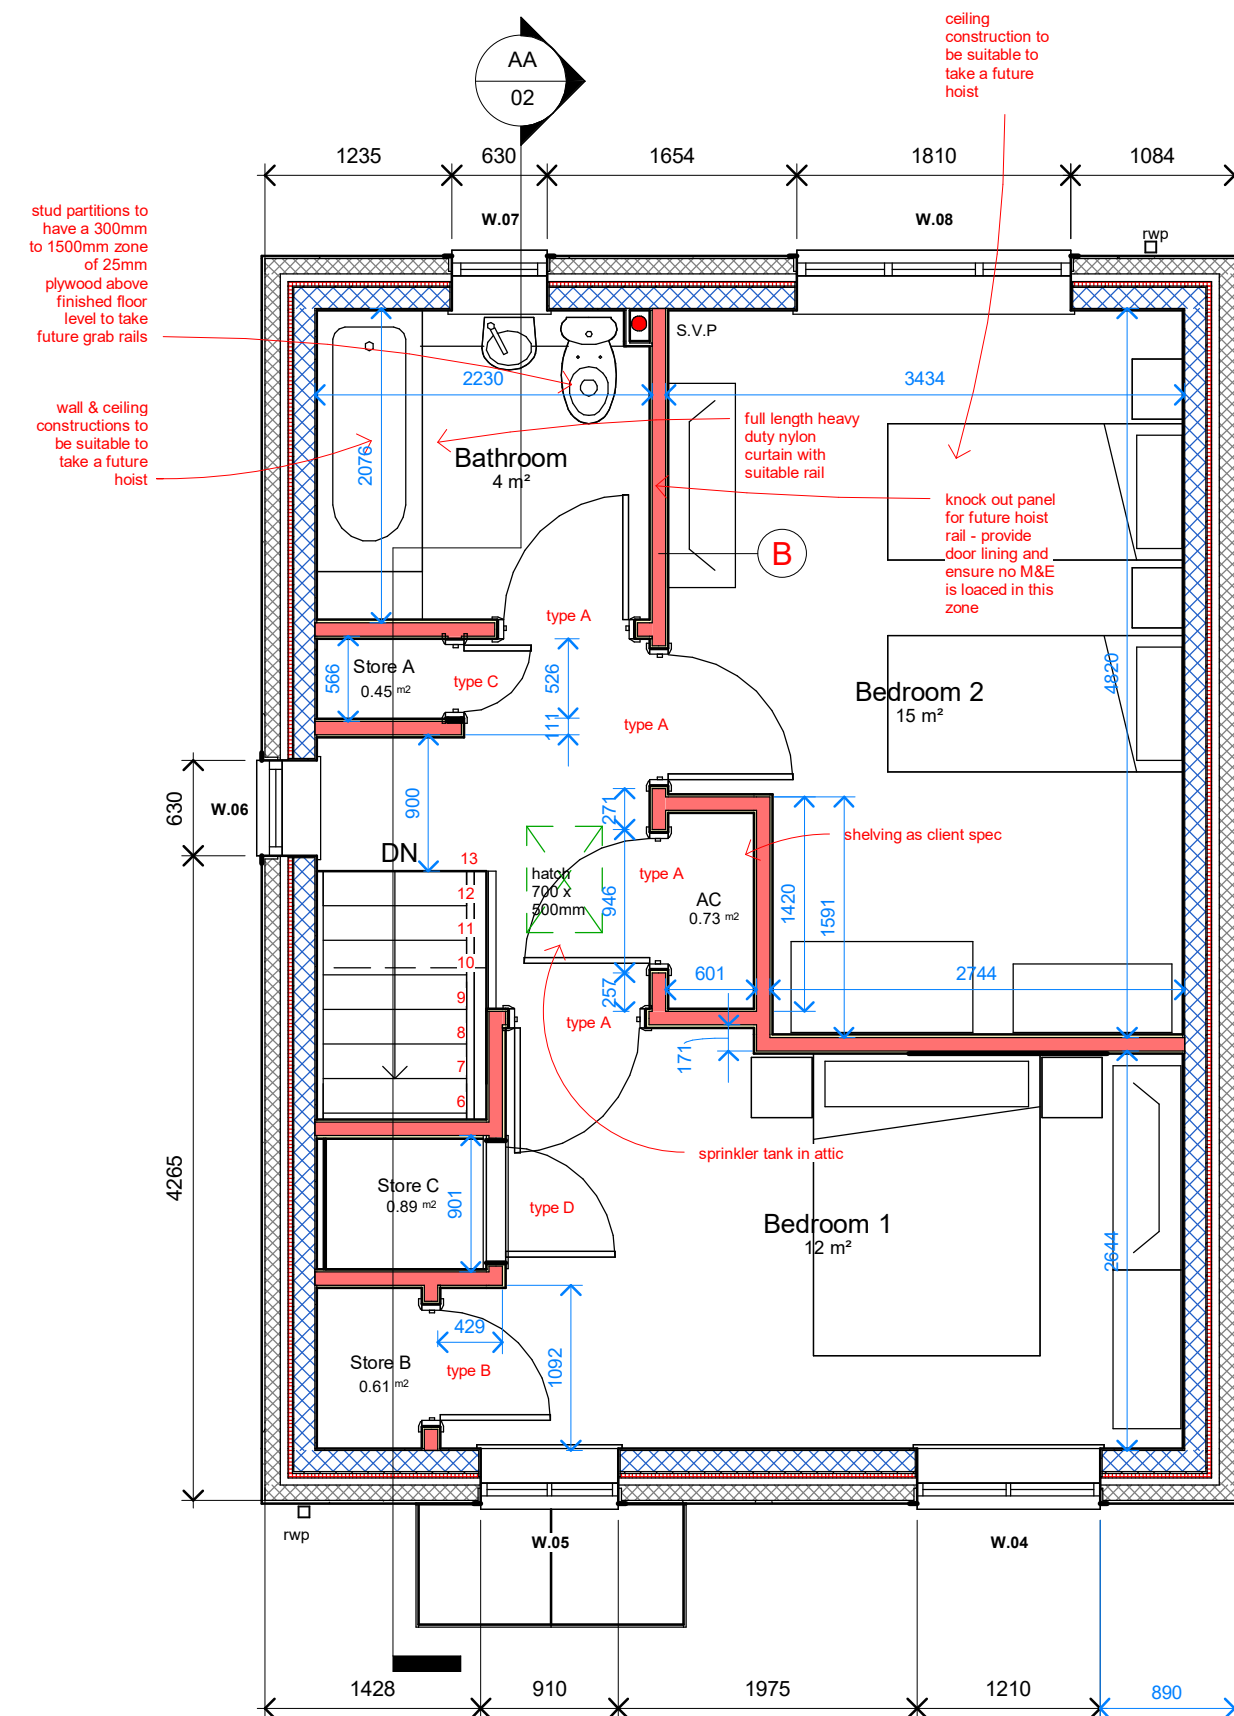 AA
02
ceiling
construction to
be suitable to
take a future
hoist
1235
630
1654
1810
1084
stud partitions to
have a 300mm
to 1500mm zone
of 25mm
plywood above
finished floor
level to take
future grab rails
W.07
W.08
rwp
S.V.P
2230
3434
wall & ceiling
constructions to
be suitable to
take a future
hoist
2076
Bathroom
4 m²
full length heavy
duty nylon
curtain with
suitable rail
knock out panel
for future hoist
rail - provide
door lining and
ensure no M&E
is loaced in this
zone
B
type A
Store A
0.45 m2
566
type C
526
111
type A
Bedroom 2
15 m²
4820
630
W.06
900
271
shelving as client spec
DN
13
12
11
10
9
8
7
6
hatch
700 x
500mm
946
type A
AC
0.73 m2
1420
1591
601
2744
257
type A
171
sprinkler tank in attic
4265
Store C
0.89 m2
901
type D
Bedroom 1
12 m²
2644
429
1092
Store B
0.61 m2
type B
rwp
W.05
W.04
1428
910
1975
1210
890